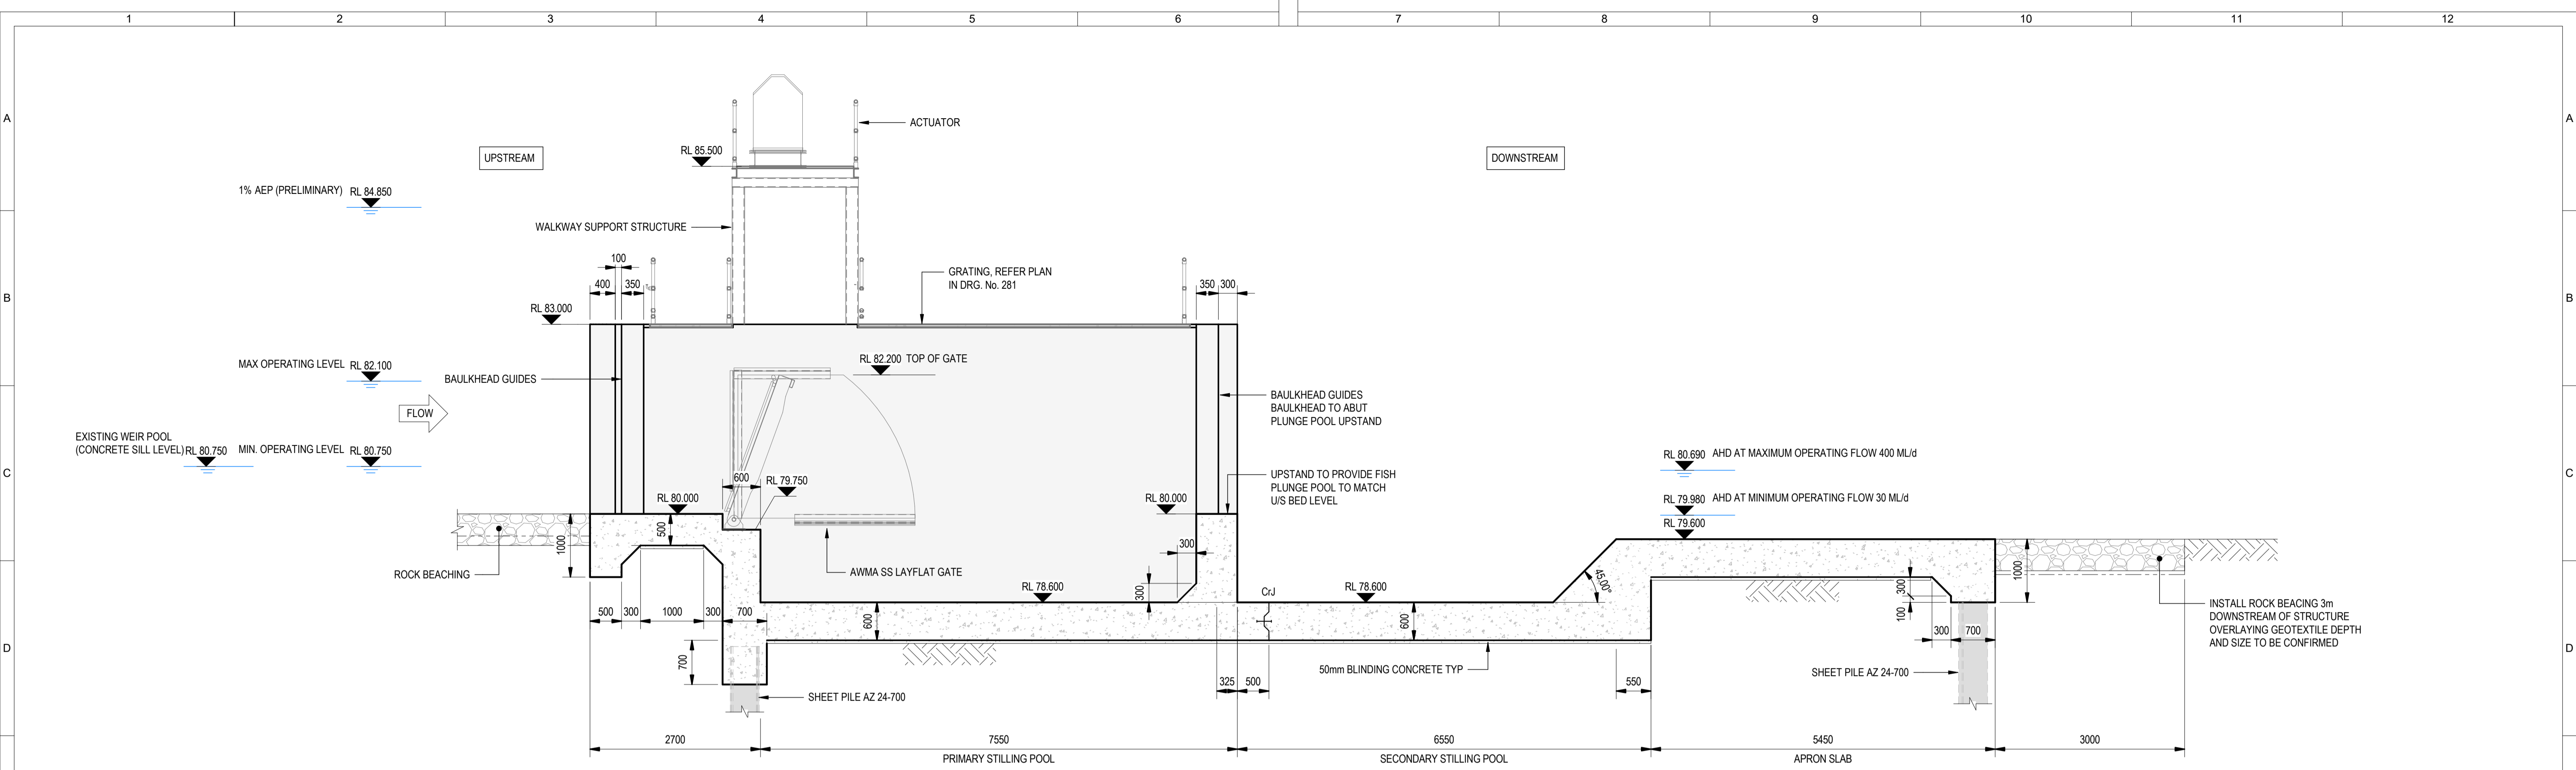 1 2 3 4 5 6 7 8 9 10 11 12
A A
ACTUATOR
UPSTREAM
DOWNSTREAM
RL 85.500
1% AEP (PRELIMINARY) RL 84.850
WALKWAY SUPPORT STRUCTURE
100
GRATING, REFER PLAN
IN DRG. No. 281
400 350
350 300
B B
RL 83.000
RL 82.200 TOP OF GATE
MAX OPERATING LEVEL RL 82.100
BAULKHEAD GUIDES
BAULKHEAD GUIDES
BAULKHEAD TO ABUT
PLUNGE POOL UPSTAND
FLOW
EXISTING WEIR POOL
(CONCRETE SILL LEVEL) RL 80.750
MIN. OPERATING LEVEL RL 80.750
RL 80.690 AHD AT MAXIMUM OPERATING FLOW 400 ML/d
C C
600
RL 79.750
UPSTAND TO PROVIDE FISH
PLUNGE POOL TO MATCH
U/S BED LEVEL
RL 80.000
RL 80.000
RL 79.980 AHD AT MINIMUM OPERATING FLOW 30 ML/d
RL 79.600
500
1000
300
ROCK BEACHING
AWMA SS LAYFLAT GATE
300
RL 78.600
CrJ
RL 78.600
45.00°
300
100
1000
INSTALL ROCK BEACING 3m
DOWNSTREAM OF STRUCTURE
OVERLAYING GEOTEXTILE DEPTH
AND SIZE TO BE CONFIRMED
500 300 1000 300 700
600
600
300 700
D D
700
50mm BLINDING CONCRETE TYP
SHEET PILE AZ 24-700
325 500
550
SHEET PILE AZ 24-700
2700 7550 6550 5450 3000
PRIMARY STILLING POOL
SECONDARY STILLING POOL
APRON SLAB